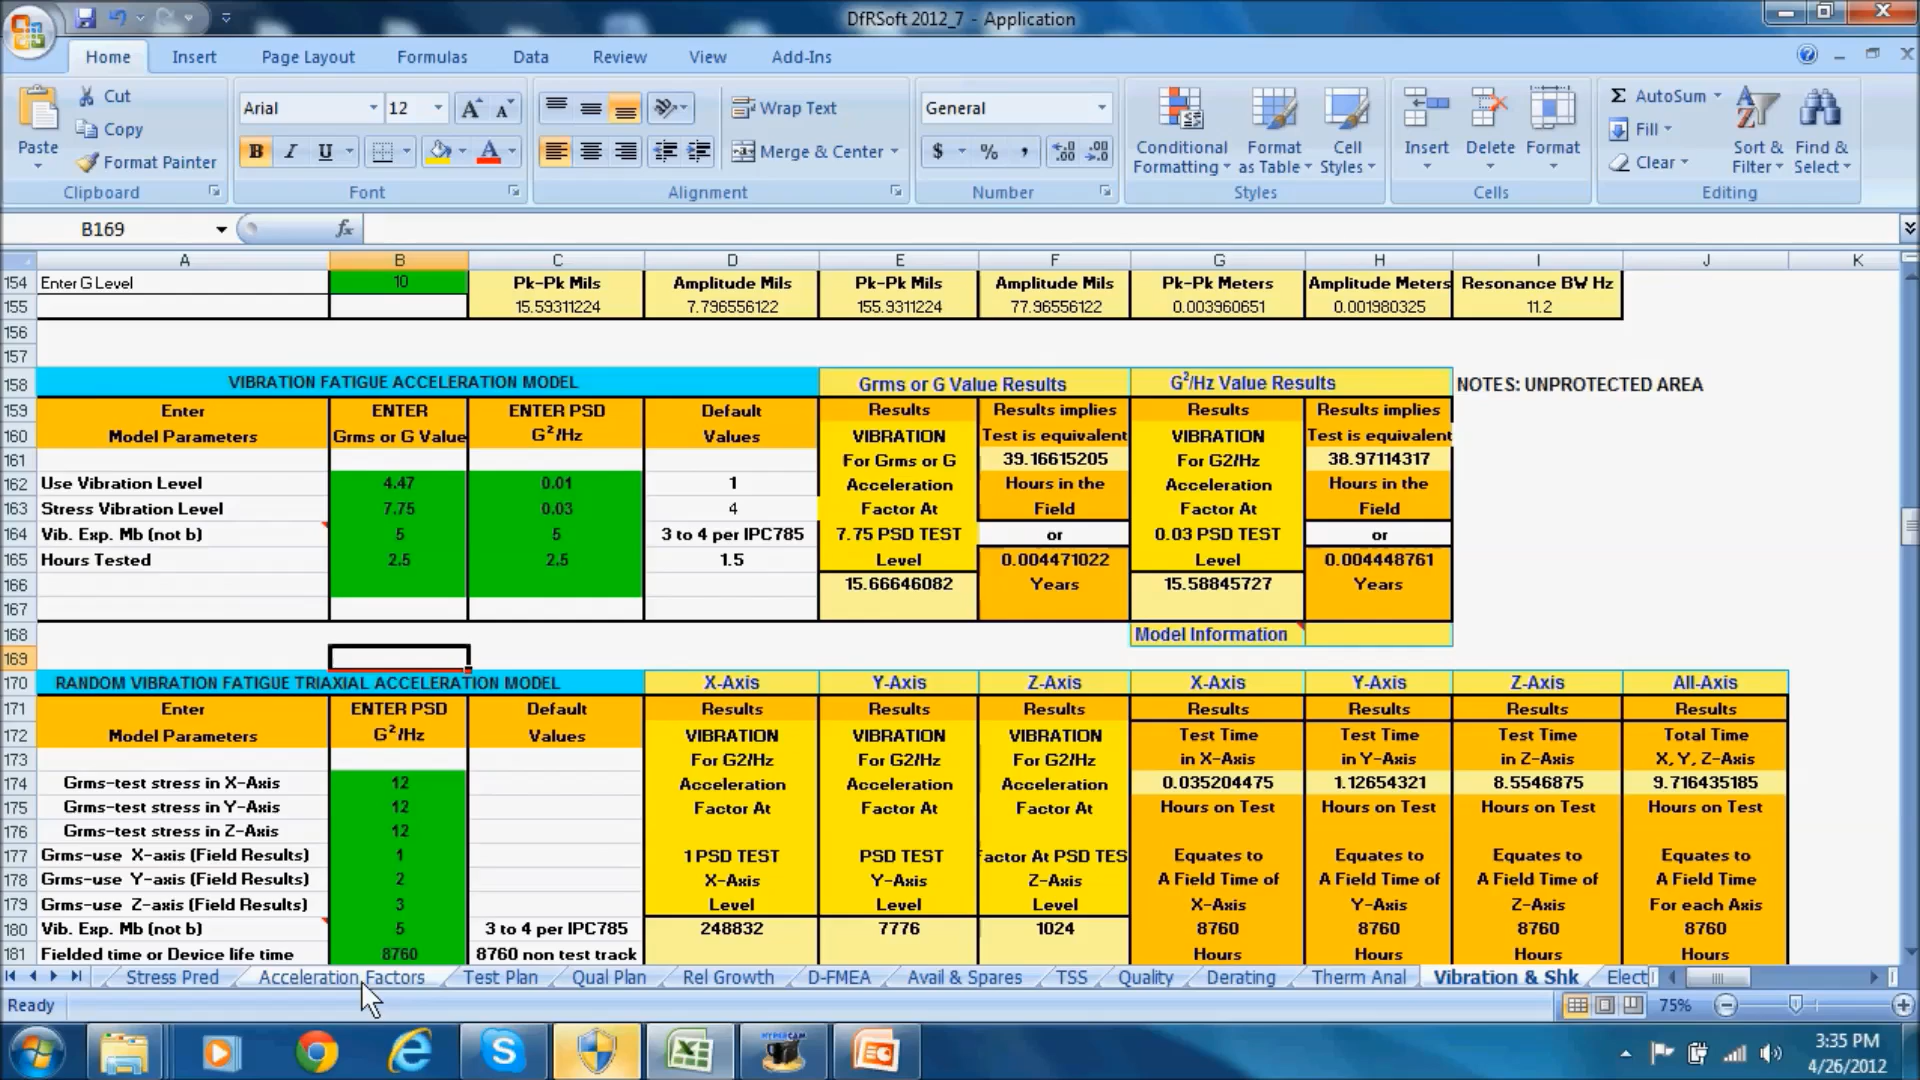 DfRSoft 2012_7 - Application
Home Insert Page Layout Formulas Data Review View Add-Ins
Paste
Cut
Copy
Format Painter
Clipboard
Arial 12
B I U
Font
Wrap Text
Merge & Center
Alignment
General
$ % ,
Number
Conditional Formatting
Format as Table
Cell Styles
Styles
Insert Delete Format
Cells
Σ AutoSum
Fill
Clear
Sort & Filter
Find & Select
Editing
B169 fx
A B C D E F G H I J K
154 Enter G Level 10 Pk-Pk Mils Amplitude Mils Pk-Pk Mils Amplitude Mils Pk-Pk Meters Amplitude Meters Resonance BW Hz
155 15.59311224 7.796556122 155.9311224 77.96556122 0.003960651 0.001980325 11.2
156
157
158 VIBRATION FATIGUE ACCELERATION MODEL Grms or G Value Results G²/Hz Value Results NOTES: UNPROTECTED AREA
159 Enter ENTER ENTER PSD Default Results Results implies Results Results implies
160 Model Parameters Grms or G Value G²/Hz Values VIBRATION Test is equivalent VIBRATION Test is equivalent
161 For Grms or G 39.16615205 For G2/Hz 38.97114317
162 Use Vibration Level 4.47 0.01 1 Acceleration Hours in the Acceleration Hours in the
163 Stress Vibration Level 7.75 0.03 4 Factor At Field Factor At Field
164 Vib. Exp. Mb (not b) 5 5 3 to 4 per IPC785 7.75 PSD TEST or 0.03 PSD TEST or
165 Hours Tested 2.5 2.5 1.5 Level 0.004471022 Level 0.004448761
166 15.66646082 Years 15.58845727 Years
167
168 Model Information
169
170 RANDOM VIBRATION FATIGUE TRIAXIAL ACCELERATION MODEL X-Axis Y-Axis Z-Axis X-Axis Y-Axis Z-Axis All-Axis
171 Enter ENTER PSD Default Results Results Results Results Results Results Results
172 Model Parameters G²/Hz Values VIBRATION VIBRATION VIBRATION Test Time Test Time Test Time Total Time
173 For G2/Hz For G2/Hz For G2/Hz in X-Axis in Y-Axis in Z-Axis X, Y, Z-Axis
174 Grms-test stress in X-Axis 12 Acceleration Acceleration Acceleration 0.035204475 1.12654321 8.5546875 9.716435185
175 Grms-test stress in Y-Axis 12 Factor At Factor At Factor At Hours on Test Hours on Test Hours on Test Hours on Test
176 Grms-test stress in Z-Axis 12
177 Grms-use X-axis (Field Results) 1 1 PSD TEST PSD TEST actor At PSD TES Equates to Equates to Equates to Equates to
178 Grms-use Y-axis (Field Results) 2 X-Axis Y-Axis Z-Axis A Field Time of A Field Time of A Field Time of A Field Time
179 Grms-use Z-axis (Field Results) 3 Level Level Level X-Axis Y-Axis Z-Axis For each Axis
180 Vib. Exp. Mb (not b) 5 3 to 4 per IPC785 248832 7776 1024 8760 8760 8760 8760
181 Fielded time or Device life time 8760 8760 non test track Hours Hours Hours Hours
Stress Pred Acceleration Factors Test Plan Qual Plan Rel Growth D-FMEA Avail & Spares TSS Quality Derating Therm Anal Vibration & Shk Elect
Ready 75%
HYPERCAM
3:35 PM
4/26/2012